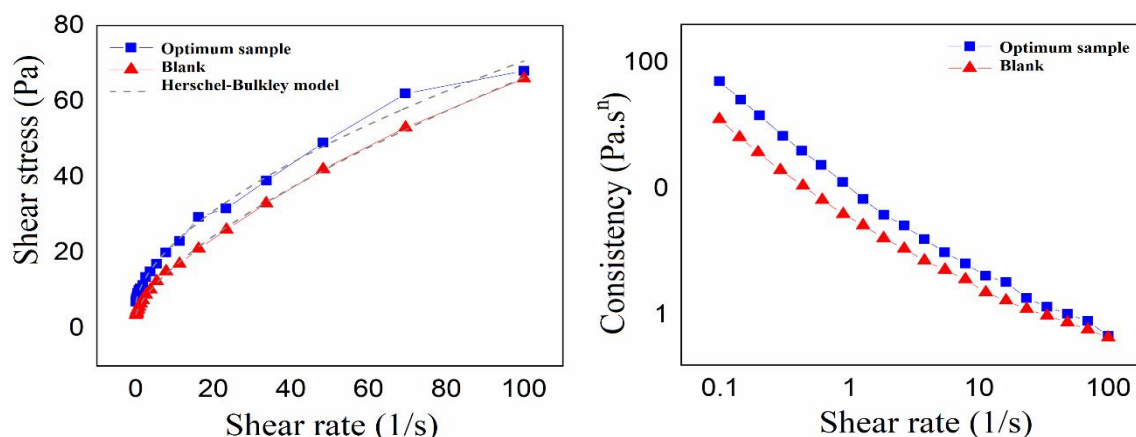 80
60
40
20
0
Shear stress (Pa)
Optimum sample
Blank
Herschel-Bulkley model
0 20 40 60 80 100
Shear rate (1/s)
100
0
1
Consistency (Pa.sⁿ)
Optimum sample
Blank
0.1 1 10 100
Shear rate (1/s)